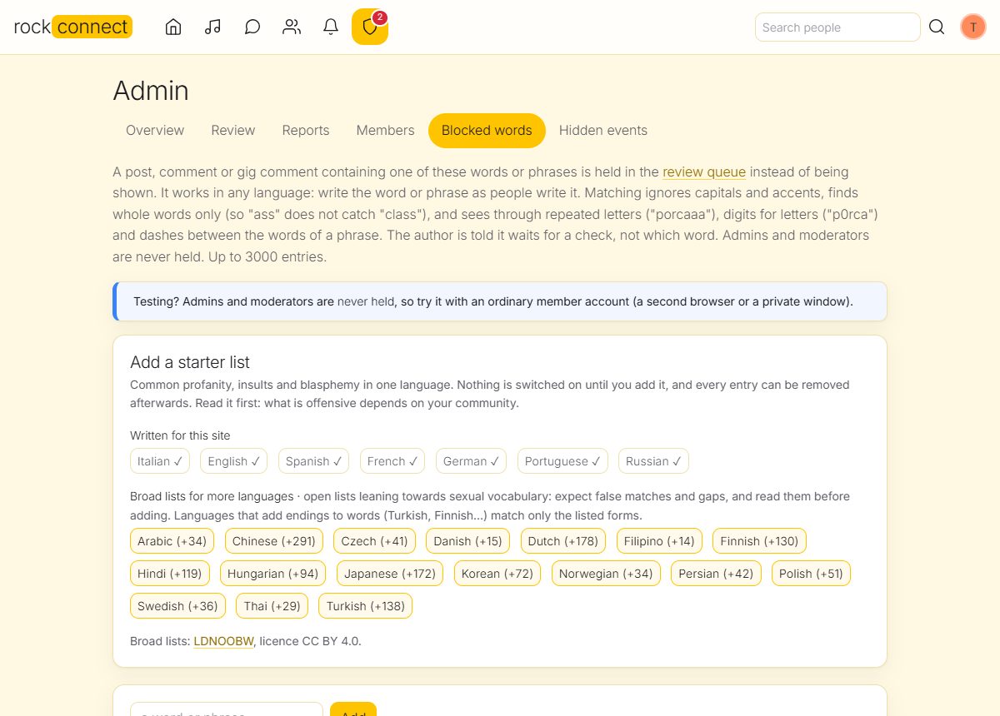 rock connect
2
Search people
T
Admin
Overview Review Reports Members Blocked words Hidden events
A post, comment or gig comment containing one of these words or phrases is held in the review queue instead of being
shown. It works in any language: write the word or phrase as people write it. Matching ignores capitals and accents, finds
whole words only (so "ass" does not catch "class"), and sees through repeated letters ("porcaaa"), digits for letters ("p0rca")
and dashes between the words of a phrase. The author is told it waits for a check, not which word. Admins and moderators
are never held. Up to 3000 entries.
Testing? Admins and moderators are never held, so try it with an ordinary member account (a second browser or a private window).
Add a starter list
Common profanity, insults and blasphemy in one language. Nothing is switched on until you add it, and every entry can be removed
afterwards. Read it first: what is offensive depends on your community.
Written for this site
Italian ✓ English ✓ Spanish ✓ French ✓ German ✓ Portuguese ✓ Russian ✓
Broad lists for more languages · open lists leaning towards sexual vocabulary: expect false matches and gaps, and read them before
adding. Languages that add endings to words (Turkish, Finnish...) match only the listed forms.
Arabic (+34) Chinese (+291) Czech (+41) Danish (+15) Dutch (+178) Filipino (+14) Finnish (+130)
Hindi (+119) Hungarian (+94) Japanese (+172) Korean (+72) Norwegian (+34) Persian (+42) Polish (+51)
Swedish (+36) Thai (+29) Turkish (+138)
Broad lists: LDNOOBW, licence CC BY 4.0.
a word or phrase Add